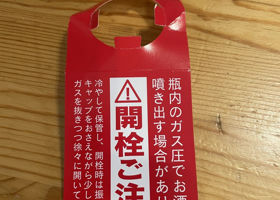 瓶内のガス圧でお酒
噴き出す場合があり
⚠開栓ご注
冷やして保管し、開栓時は振
キャップをおさえながら少し
ガスを抜きつつ徐々に開いて